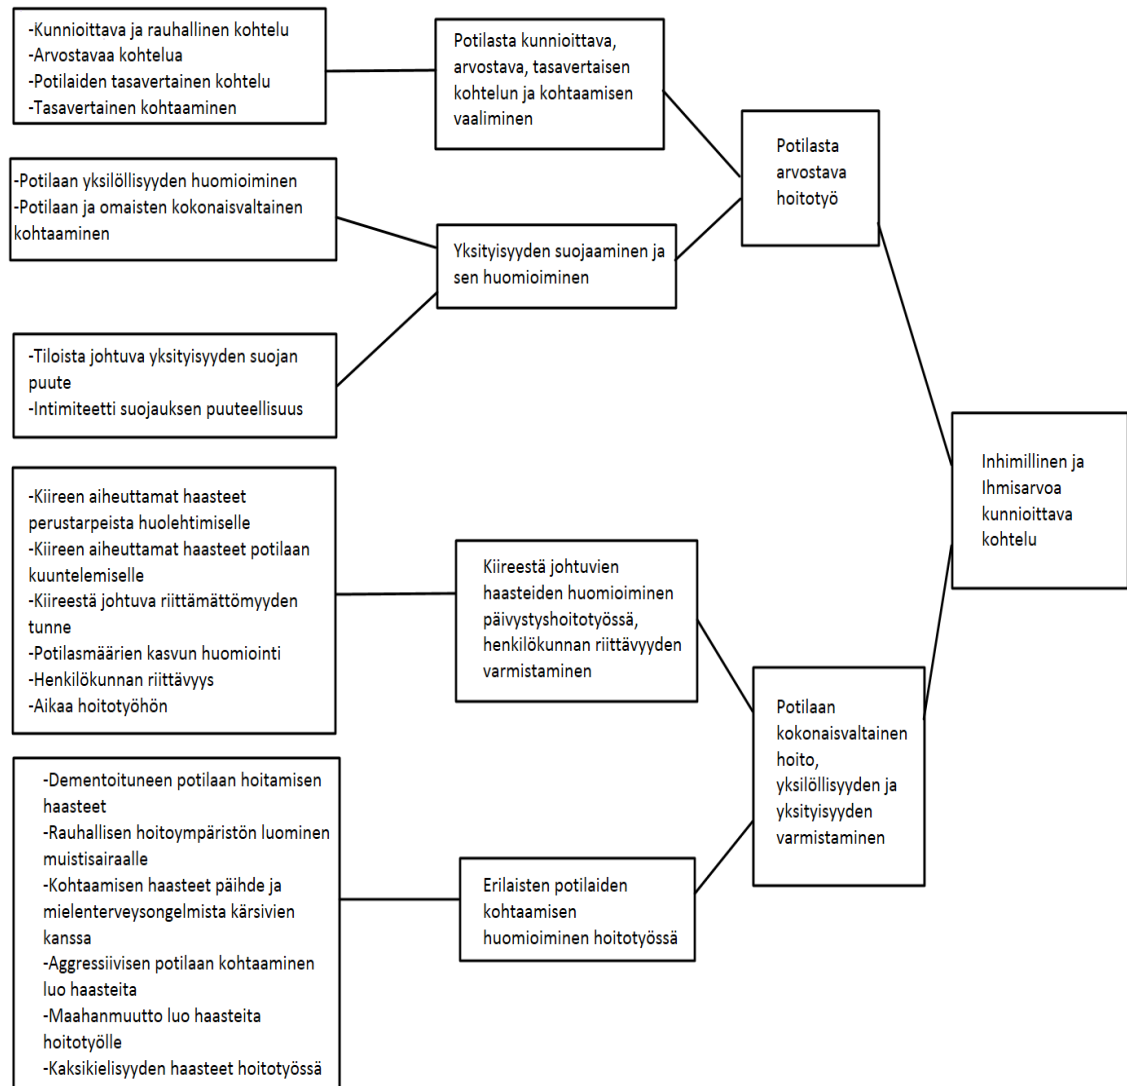 -Kunnioittava ja rauhallinen kohtelu
-Arvostavaa kohtelua
-Potilaiden tasavertainen kohtelu
-Tasavertainen kohtaaminen
-Potilaan yksilöllisyyden huomioiminen
-Potilaan ja omaisten kokonaisvaltainen
kohtaaminen
-Tiloista johtuva yksityisyyden suojan
puute
-Intimiteetti suojauksen puuteellisuus
-Kiireen aiheuttamat haasteet
perustarpeista huolehtimiselle
-Kiireen aiheuttamat haasteet potilaan
kuuntelemiselle
-Kiireestä johtuva riittämättömyyden
tunne
-Potilasmäärien kasvun huomiointi
-Henkilökunnan riittävyys
-Aikaa hoitotyöhön
-Dementoituneen potilaan hoitamisen
haasteet
-Rauhallisen hoitoympäristön luominen
muistisairaalle
-Kohtaamisen haasteet päihde ja
mielenterveysongelmista kärsivien
kanssa
-Aggressiivisen potilaan kohtaaminen
luo haasteita
-Maahanmuutto luo haasteita
hoitotyölle
-Kaksikielisyyden haasteet hoitotyössä
Potilasta kunnioittava,
arvostava, tasavertaisen
kohtelun ja kohtaamisen
vaaliminen
Yksityisyyden suojaaminen ja
sen huomioiminen
Kiireestä johtuvien
haasteiden huomioiminen
päivystyshoitotyössä,
henkilökunnan riittävyyden
varmistaminen
Erilaisten potilaiden
kohtaamisen
huomioiminen hoitotyössä
Potilasta
arvostava
hoitotyö
Potilaan
kokonaisvaltainen
hoito,
yksilöllisyyden ja
yksityisyyden
varmistaminen
Inhimillinen ja
Ihmisarvoa
kunnioittava
kohtelu